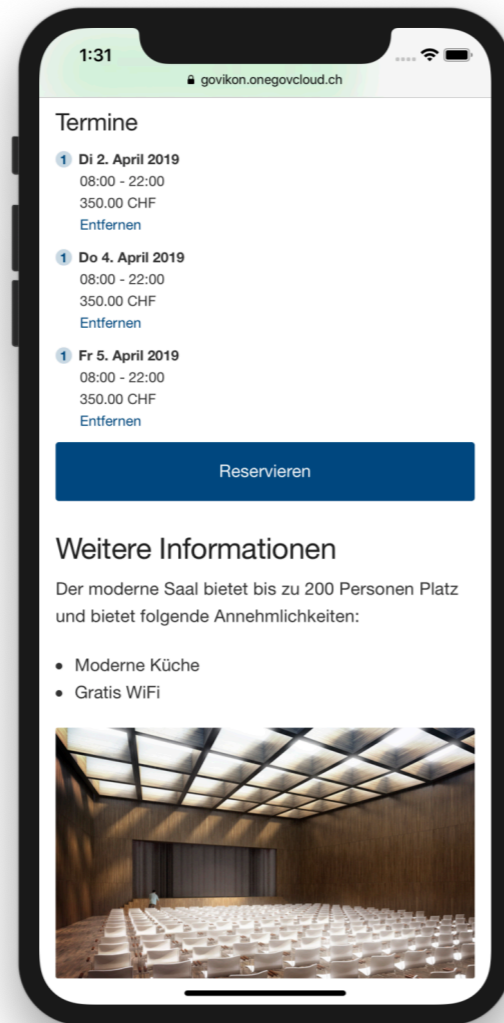 1:31
govikon.onegovcloud.ch
Termine
1 Di 2. April 2019
08:00 - 22:00
350.00 CHF
Entfernen
1 Do 4. April 2019
08:00 - 22:00
350.00 CHF
Entfernen
1 Fr 5. April 2019
08:00 - 22:00
350.00 CHF
Entfernen
Reservieren
Weitere Informationen
Der moderne Saal bietet bis zu 200 Personen Platz
und bietet folgende Annehmlichkeiten:
• Moderne Küche
• Gratis WiFi